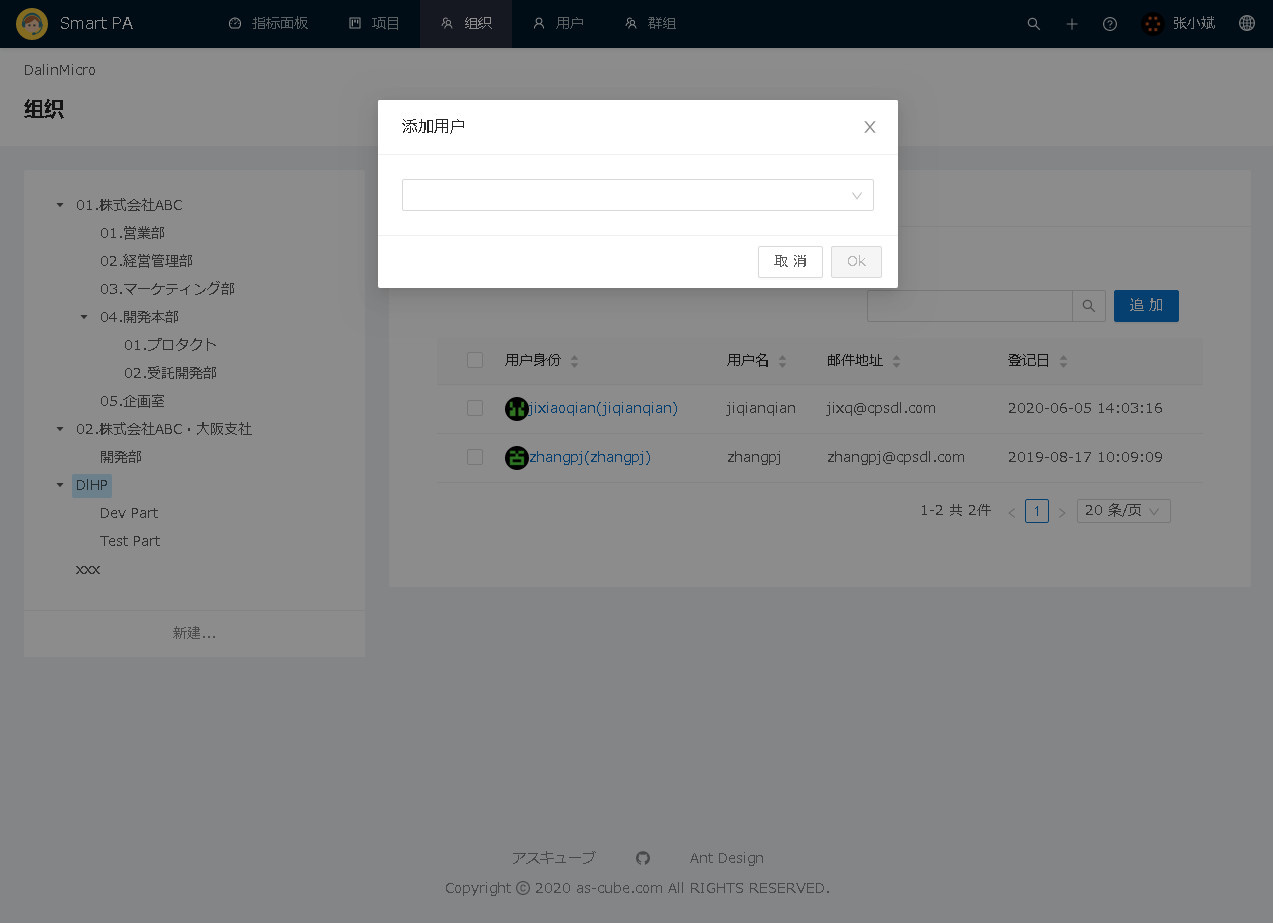 Smart PA 指标面板 项目 组织 用户 群组 张小斌
DalinMicro
组织
添加用户
取 消 Ok
01.株式会社ABC
01.営業部
02.経営管理部
03.マーケティング部
04.開発本部
01.プロタクト
02.受託開発部
05.企画室
02.株式会社ABC・大阪支社
開発部
DIHP
Dev Part
Test Part
xxx
新建...
追 加
用户身份 用户名 邮件地址 登记日
jixiaoqian(jiqianqian) jiqianqian jixq@cpsdl.com 2020-06-05 14:03:16
zhangpj(zhangpj) zhangpj zhangpj@cpsdl.com 2019-08-17 10:09:09
1-2 共 2件 < 1 > 20 条/页
アスキューブ Ant Design
Copyright © 2020 as-cube.com All RIGHTS RESERVED.